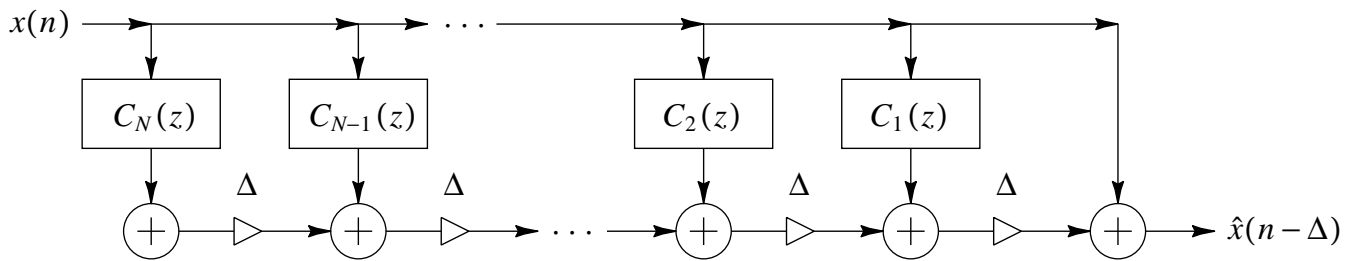 x(n) · · ·
C_N(z) C_{N−1}(z) C_2(z) C_1(z)
Δ Δ Δ Δ
+ + · · · + + + x̂(n − Δ)